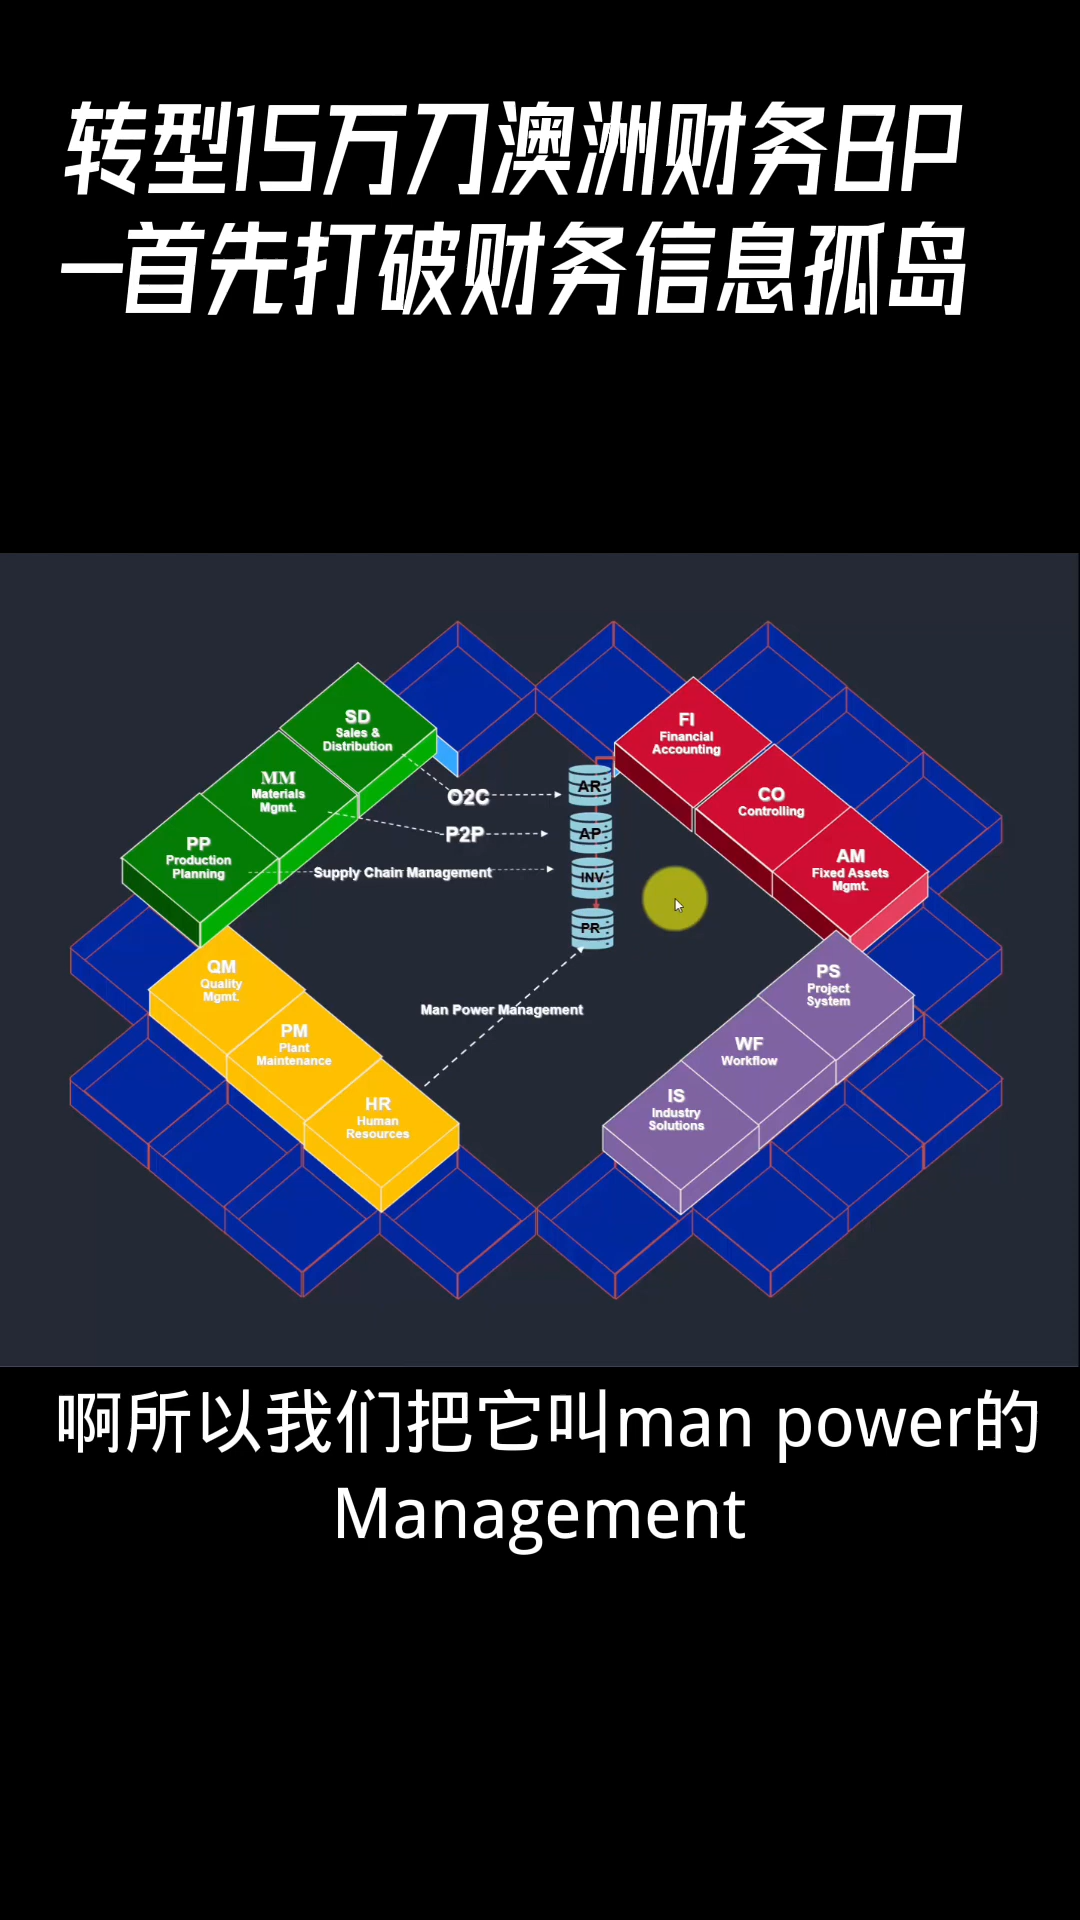 转型15万刀澳洲财务BP
—首先打破财务信息孤岛
SD
Sales &
Distribution
MM
Materials
Mgmt.
PP
Production
Planning
O2C
P2P
Supply Chain Management
AR
AP
INV
PR
FI
Financial
Accounting
CO
Controlling
AM
Fixed Assets
Mgmt.
QM
Quality
Mgmt.
PM
Plant
Maintenance
HR
Human
Resources
Man Power Management
PS
Project
System
WF
Workflow
IS
Industry
Solutions
啊所以我们把它叫man power的
Management